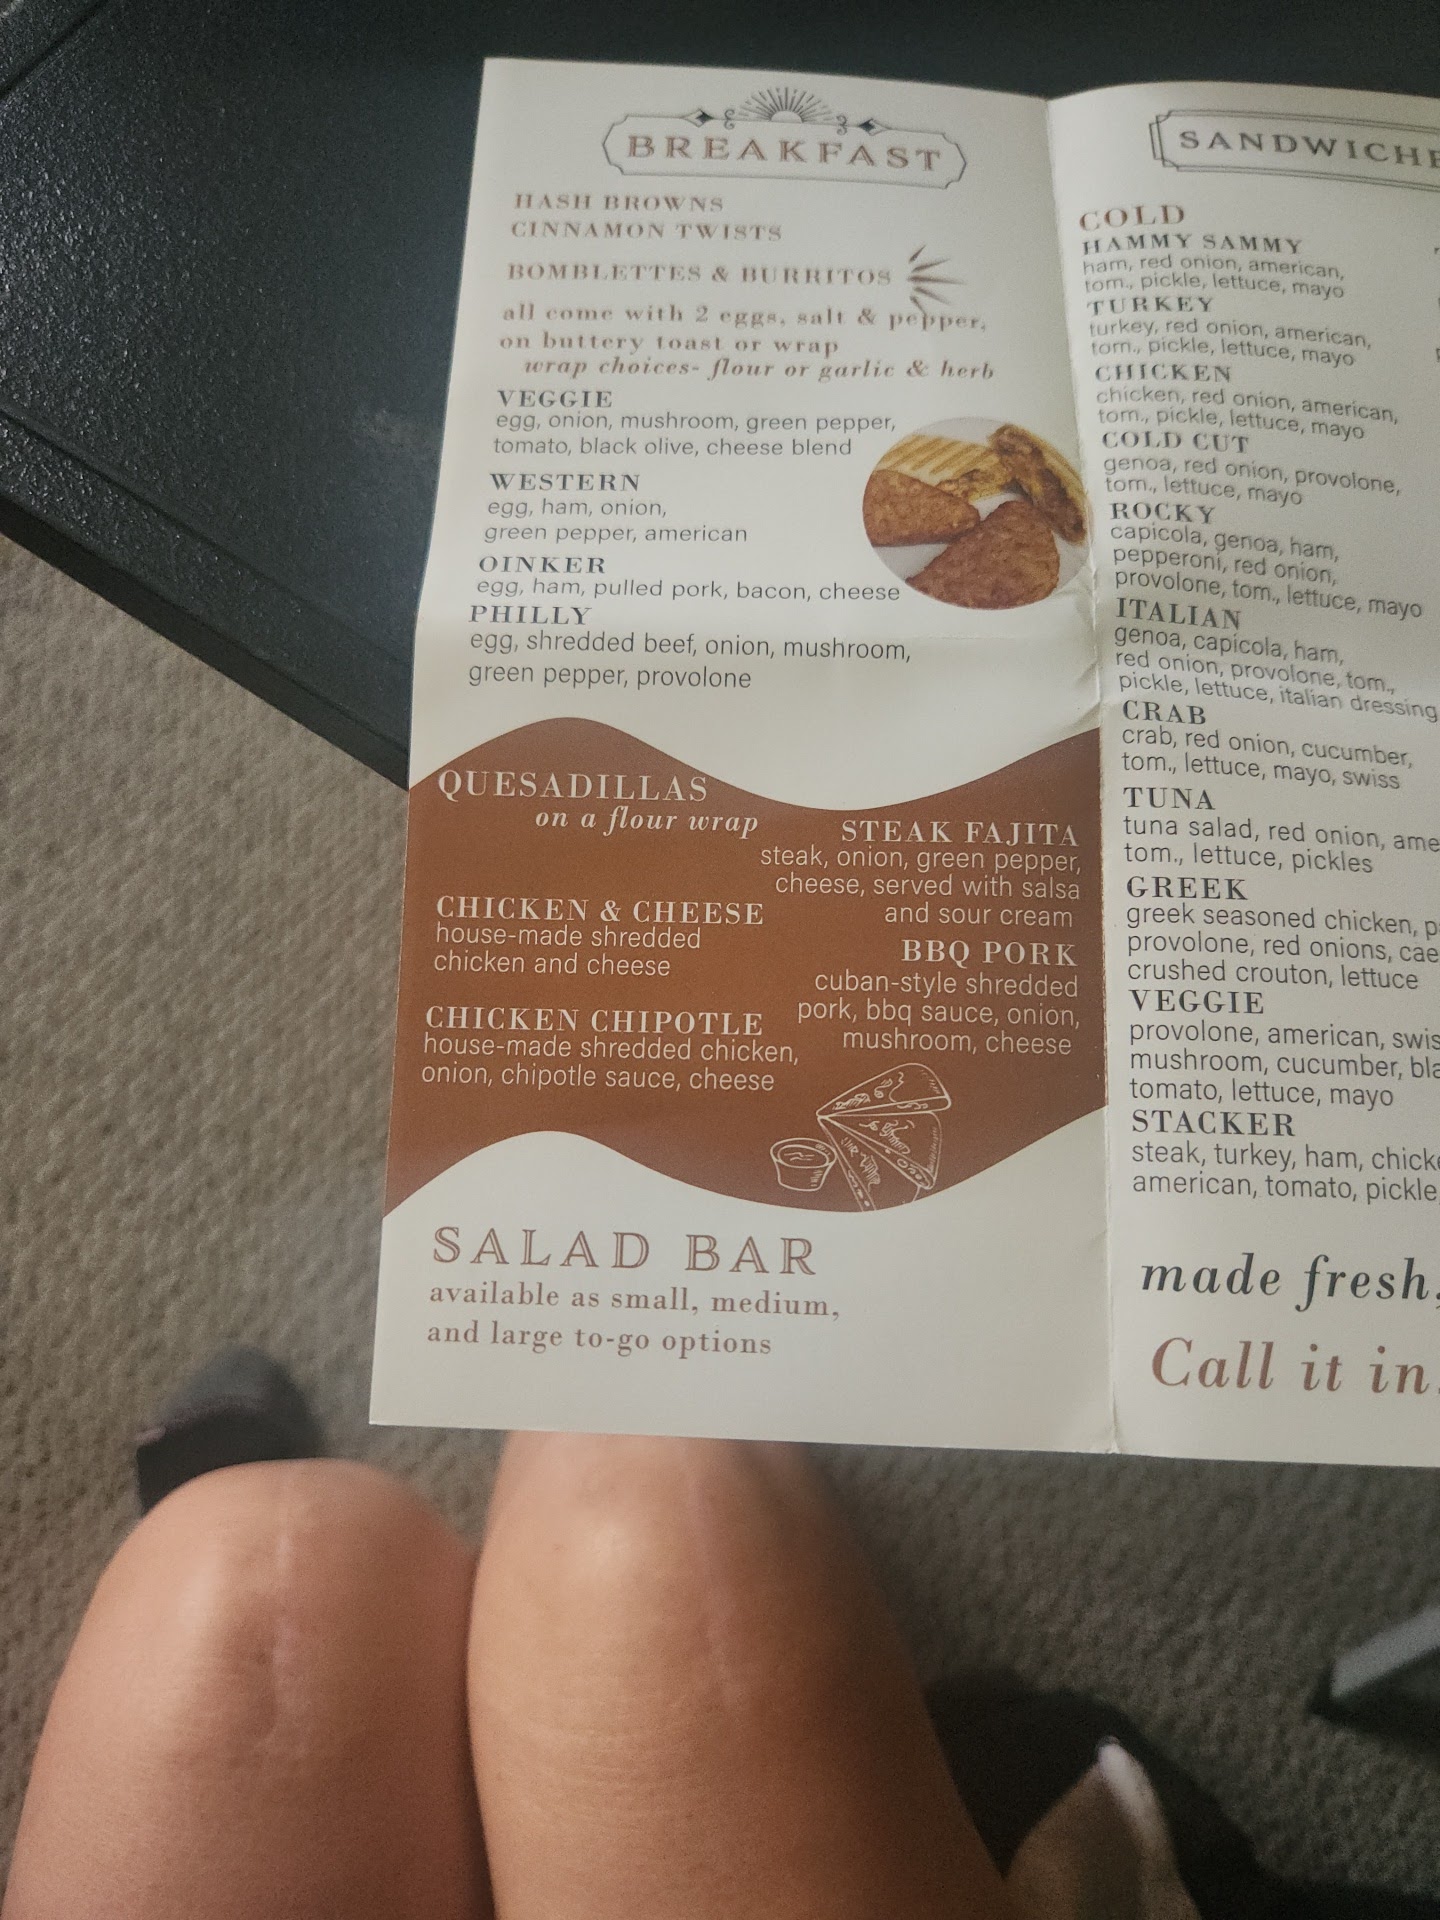 BREAKFAST
HASH BROWNS
CINNAMON TWISTS
BOMBLETTES & BURRITOS
all come with 2 eggs, salt & pepper,
on buttery toast or wrap
wrap choices- flour or garlic & herb
VEGGIE
egg, onion, mushroom, green pepper,
tomato, black olive, cheese blend
WESTERN
egg, ham, onion,
green pepper, american
OINKER
egg, ham, pulled pork, bacon, cheese
PHILLY
egg, shredded beef, onion, mushroom,
green pepper, provolone
QUESADILLAS
on a flour wrap
CHICKEN & CHEESE
house-made shredded
chicken and cheese
CHICKEN CHIPOTLE
house-made shredded chicken,
onion, chipotle sauce, cheese
STEAK FAJITA
steak, onion, green pepper,
cheese, served with salsa
and sour cream
BBQ PORK
cuban-style shredded
pork, bbq sauce, onion,
mushroom, cheese
SALAD BAR
available as small, medium,
and large to-go options
SANDWICHE
COLD
HAMMY SAMMY
ham, red onion, american,
tom., pickle, lettuce, mayo
TURKEY
turkey, red onion, american,
tom., pickle, lettuce, mayo
CHICKEN
chicken, red onion, american,
tom., pickle, lettuce, mayo
COLD CUT
genoa, red onion, provolone,
tom., lettuce, mayo
ROCKY
capicola, genoa, ham,
pepperoni, red onion,
provolone, tom., lettuce, mayo
ITALIAN
genoa, capicola, ham,
red onion, provolone, tom.,
pickle, lettuce, italian dressing
CRAB
crab, red onion, cucumber,
tom., lettuce, mayo, swiss
TUNA
tuna salad, red onion, ame
tom., lettuce, pickles
GREEK
greek seasoned chicken, p
provolone, red onions, cae
crushed crouton, lettuce
VEGGIE
provolone, american, swis
mushroom, cucumber, bla
tomato, lettuce, mayo
STACKER
steak, turkey, ham, chick
american, tomato, pickle,
made fresh,
Call it in